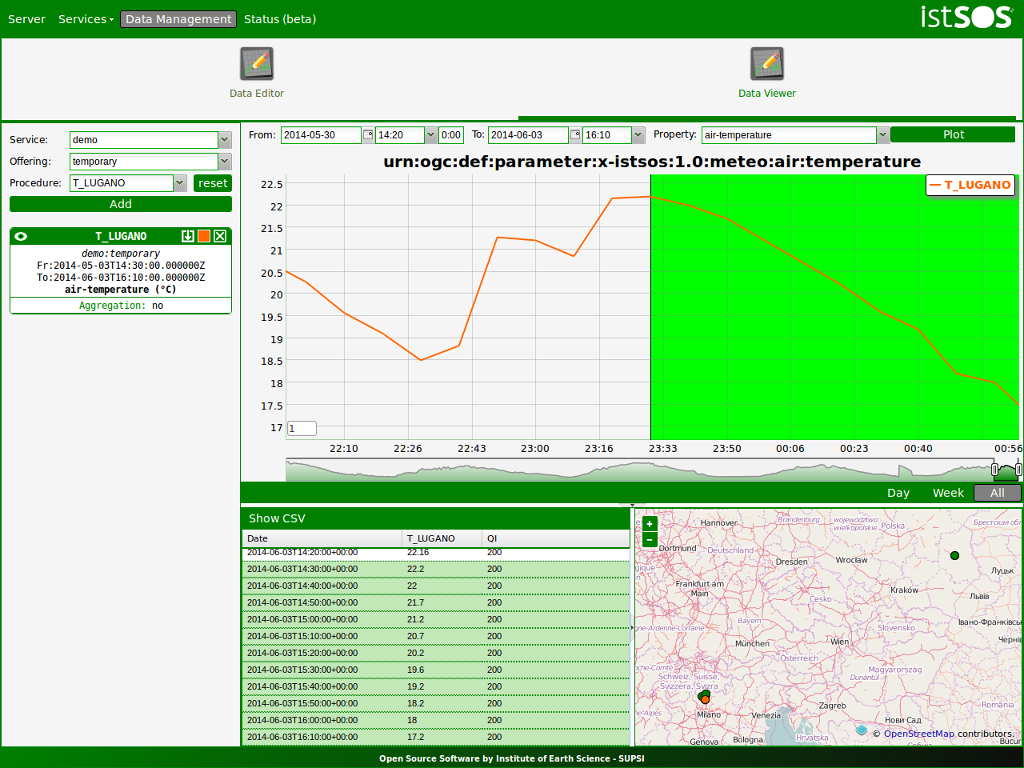 Server Services Data Management Status (beta)
istSOS
Data Editor
Data Viewer
Service: demo
Offering: temporary
Procedure: T_LUGANO reset
Add
T_LUGANO
demo:temporary
Fr:2014-05-03T14:30:00.000000Z
To:2014-06-03T16:10:00.000000Z
air-temperature (°C)
Aggregation: no
From: 2014-05-30 14:20 0:00 To: 2014-06-03 16:10 Property: air-temperature Plot
urn:ogc:def:parameter:x-istsos:1.0:meteo:air:temperature
T_LUGANO
22.5
22
21.5
21
20.5
20
19.5
19
18.5
18
17.5
17
1
22:10 22:26 22:43 23:00 23:16 23:33 23:50 00:06 00:23 00:40 00:56
Day Week All
Show CSV
Date T_LUGANO QI
2014-06-03T14:20:00+00:00 22.16 200
2014-06-03T14:30:00+00:00 22.2 200
2014-06-03T14:40:00+00:00 22 200
2014-06-03T14:50:00+00:00 21.7 200
2014-06-03T15:00:00+00:00 21.2 200
2014-06-03T15:10:00+00:00 20.7 200
2014-06-03T15:20:00+00:00 20.2 200
2014-06-03T15:30:00+00:00 19.6 200
2014-06-03T15:40:00+00:00 19.2 200
2014-06-03T15:50:00+00:00 18.2 200
2014-06-03T16:00:00+00:00 18 200
2014-06-03T16:10:00+00:00 17.2 200
+
−
Hannover
Brandenburg
województwo
wielkopolskie
Polska
Dortmund
Deutschland
Dresden
Wrocław
Луцьк
Frankfurt am
Main
Kraków
Česko
Львів
Bayern
Slovensko
Івано-Франківсь
München
Wien
Österreich
Magyarország
Dunántúl
Schweiz, Suisse,
Svizzera, Svizra
Milano
Venezia
Zagreb
România
Нови Сад
Genova
Bologna
Hrvatska
© OpenStreetMap contributors.
Open Source Software by Institute of Earth Science - SUPSI